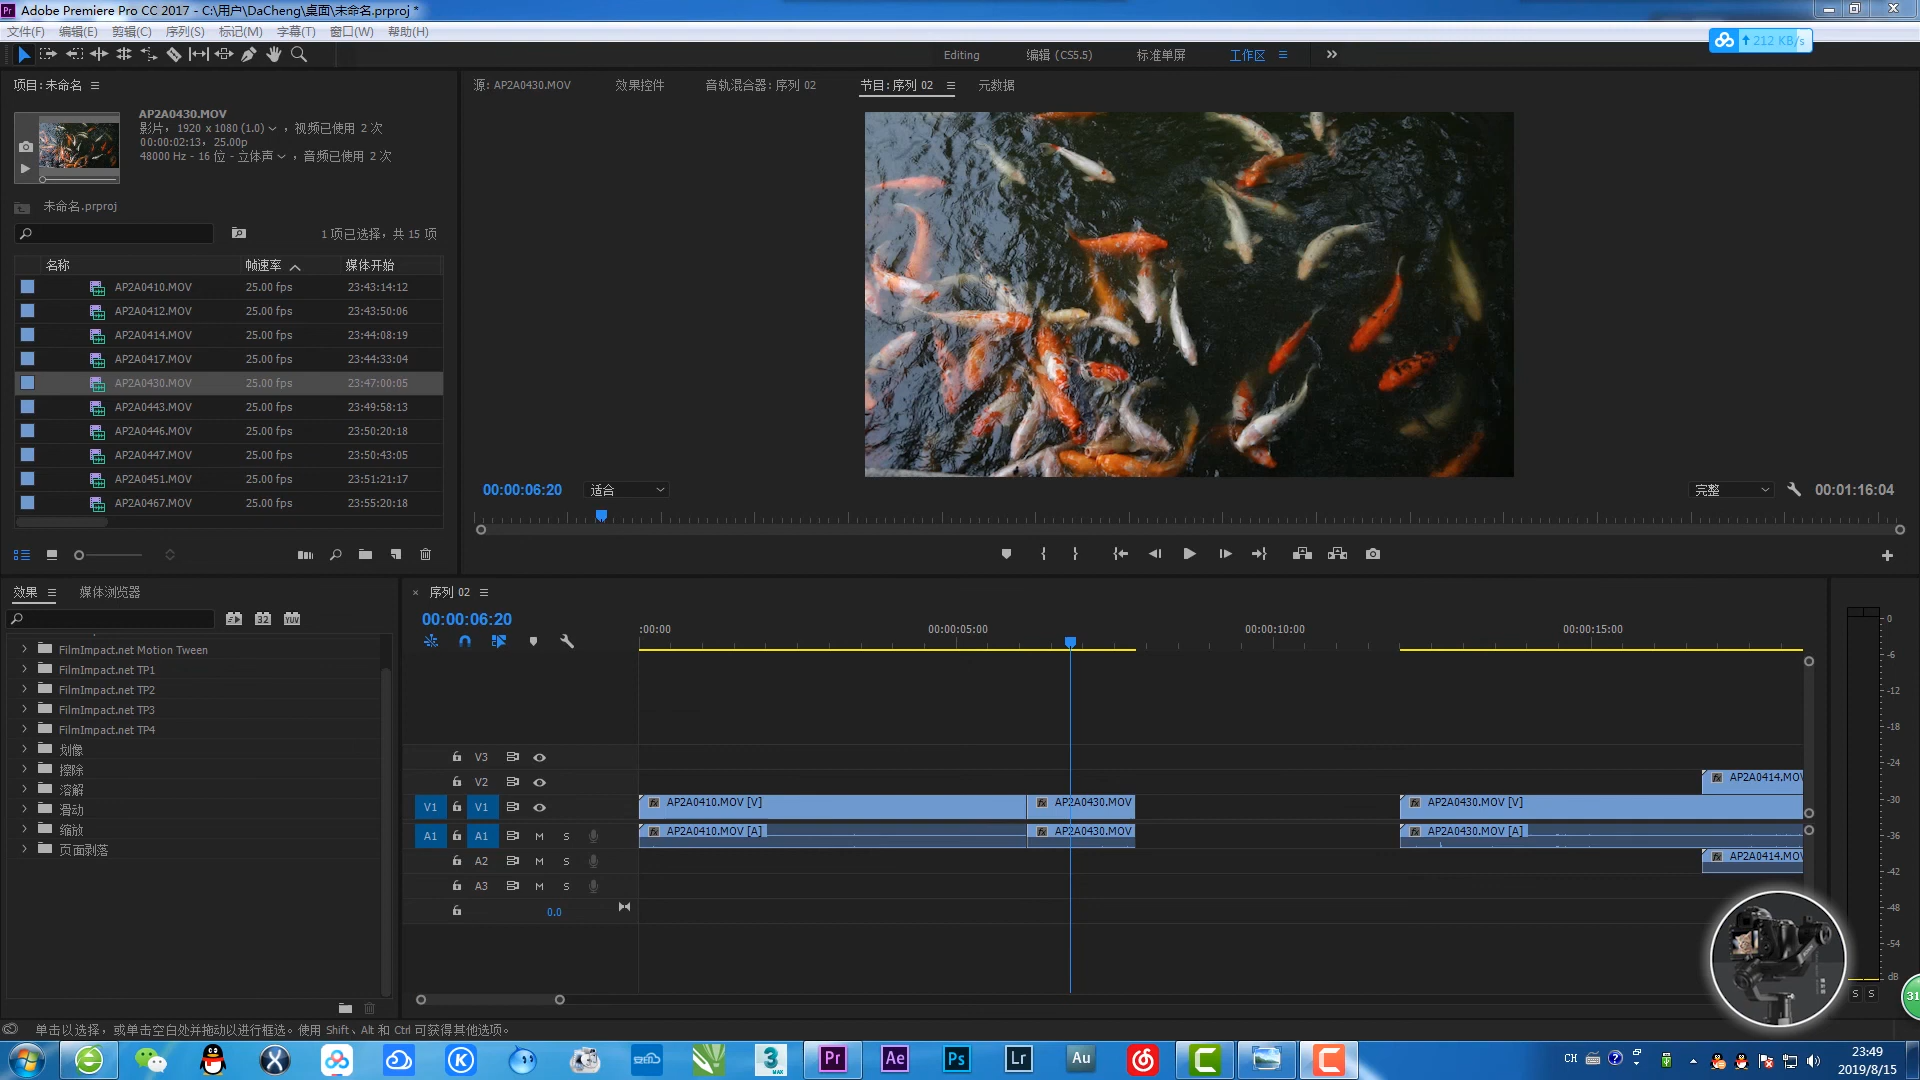 Adobe Premiere Pro CC 2017 - C:\用户\DaCheng\桌面\未命名.prproj *
文件(F) 编辑(E) 剪辑(C) 序列(S) 标记(M) 字幕(T) 窗口(W) 帮助(H)
212 KB/s
Editing 编辑 (CS5.5) 标准单屏 工作区
项目:未命名
源: AP2A0430.MOV 效果控件 音轨混合器: 序列 02 节目:序列 02 元数据
AP2A0430.MOV
影片, 1920 x 1080 (1.0) , 视频已使用 2 次
00:00:02:13, 25.00p
48000 Hz - 16 位 - 立体声 , 音频已使用 2 次
未命名.prproj
1 项已选择, 共 15 项
名称 帧速率 媒体开始
AP2A0410.MOV 25.00 fps 23:43:14:12
AP2A0412.MOV 25.00 fps 23:43:50:06
AP2A0414.MOV 25.00 fps 23:44:08:19
AP2A0417.MOV 25.00 fps 23:44:33:04
AP2A0430.MOV 25.00 fps 23:47:00:05
AP2A0443.MOV 25.00 fps 23:49:58:13
AP2A0446.MOV 25.00 fps 23:50:20:18
AP2A0447.MOV 25.00 fps 23:50:43:05
AP2A0451.MOV 25.00 fps 23:51:21:17
AP2A0467.MOV 25.00 fps 23:55:20:18
00:00:06:20 适合 完整 00:01:16:04
效果 媒体浏览器
32 YUV
FilmImpact.net Motion Tween
FilmImpact.net TP1
FilmImpact.net TP2
FilmImpact.net TP3
FilmImpact.net TP4
划像
擦除
溶解
滑动
缩放
页面剥落
× 序列 02
00:00:06:20
:00:00 00:00:05:00 00:00:10:00 00:00:15:00
V3
V2 fx AP2A0414.MOV
V1 V1 fx AP2A0410.MOV [V] fx AP2A0430.MOV fx AP2A0430.MOV [V]
A1 A1 M S fx AP2A0410.MOV [A] fx AP2A0430.MOV fx AP2A0430.MOV [A]
A2 M S fx AP2A0414.MOV
A3 M S
0.0
0
-6
-12
-18
-24
-30
-36
-42
-48
-54
dB
S S
31
单击以选择, 或单击空白处并拖动以进行框选。使用 Shift、Alt 和 Ctrl 可获得其他选项。
3 MAX Pr Ae Ps Lr Au
CH
23:49
2019/8/15